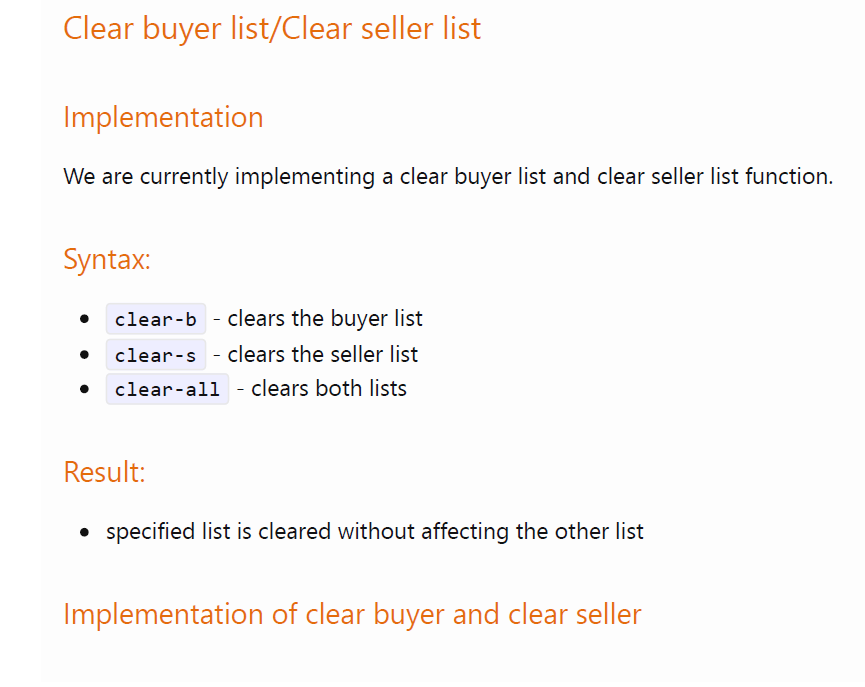 Clear buyer list/Clear seller list
Implementation
We are currently implementing a clear buyer list and clear seller list function.
Syntax:
clear-b - clears the buyer list
clear-s - clears the seller list
clear-all - clears both lists
Result:
specified list is cleared without affecting the other list
Implementation of clear buyer and clear seller